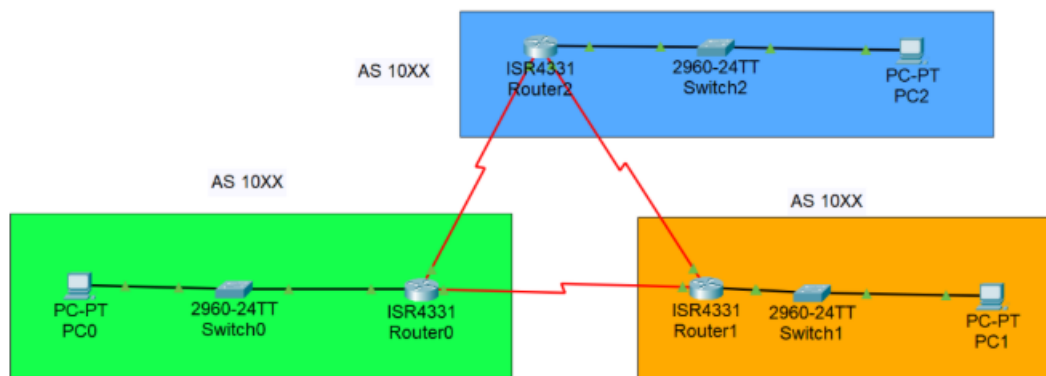 AS 10XX
ISR4331
Router2
2960-24TT
Switch2
PC-PT
PC2
AS 10XX
PC-PT
PC0
2960-24TT
Switch0
ISR4331
Router0
AS 10XX
ISR4331
Router1
2960-24TT
Switch1
PC-PT
PC1